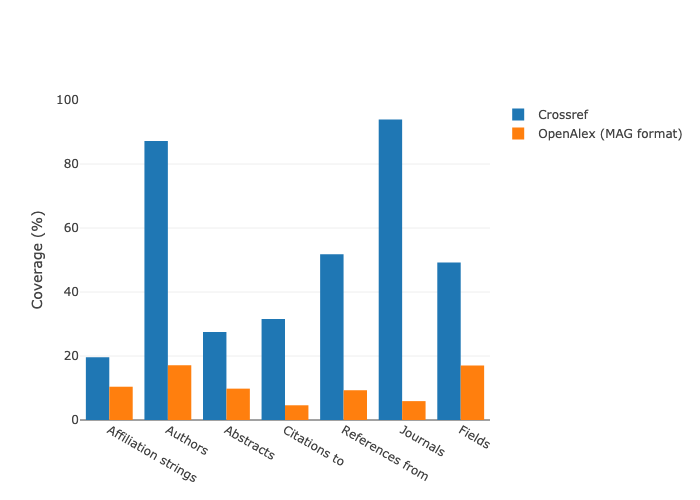 100
80
60
40
20
0
Coverage (%)
Affiliation strings
Authors
Abstracts
Citations to
References from
Journals
Fields
Crossref
OpenAlex (MAG format)